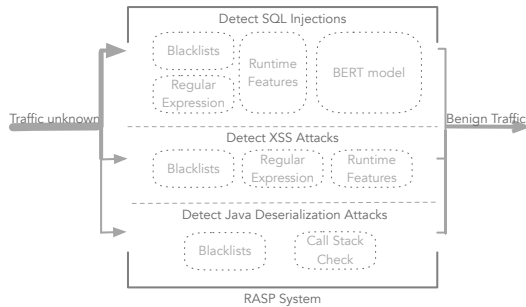 Detect SQL Injections
Blacklists
Regular
Expression
Runtime
Features
BERT model
Traffic unknown
Benign Traffic
Detect XSS Attacks
Blacklists
Regular
Expression
Runtime
Features
Detect Java Deserialization Attacks
Blacklists
Call Stack
Check
RASP System